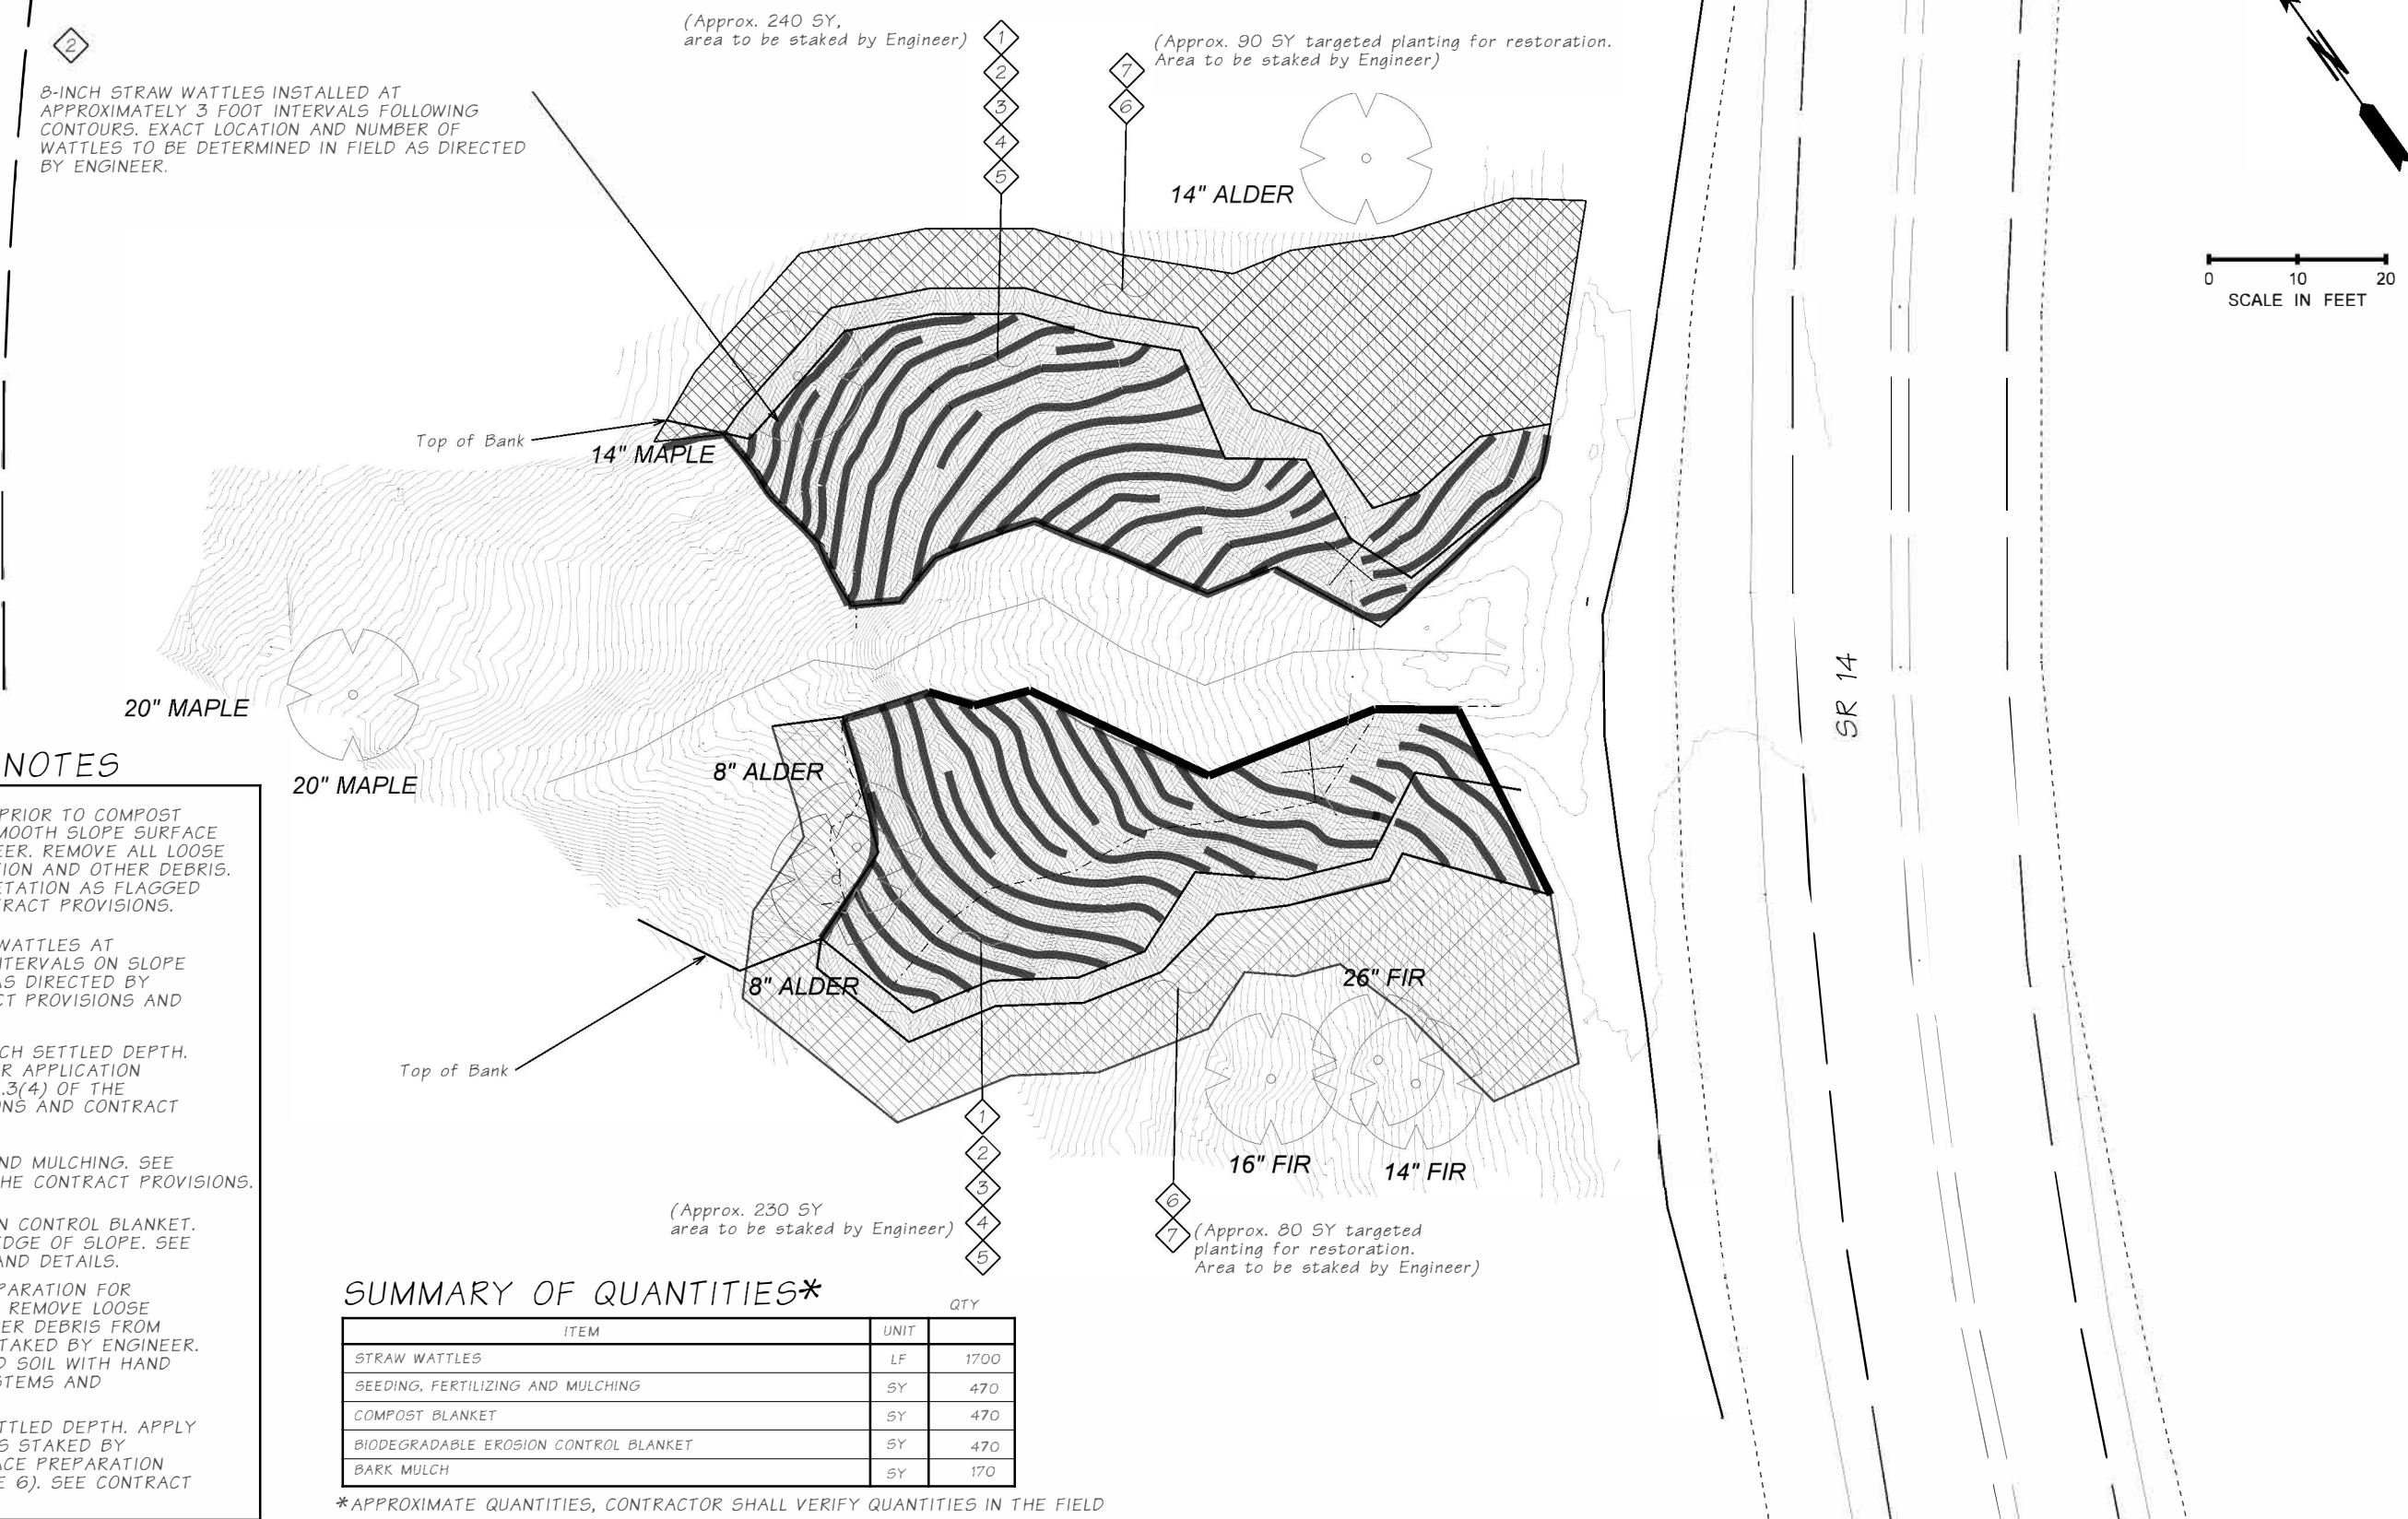 2
8-INCH STRAW WATTLES INSTALLED AT
APPROXIMATELY 3 FOOT INTERVALS FOLLOWING
CONTOURS. EXACT LOCATION AND NUMBER OF
WATTLES TO BE DETERMINED IN FIELD AS DIRECTED
BY ENGINEER.
(Approx. 240 SY,
area to be staked by Engineer)
1
2
3
4
5
(Approx. 90 SY targeted planting for restoration.
Area to be staked by Engineer)
7
6
N
14" ALDER
0 10 20
SCALE IN FEET
Top of Bank
14" MAPLE
20" MAPLE
20" MAPLE
SR 14
8" ALDER
8" ALDER
26" FIR
Top of Bank
16" FIR
14" FIR
NOTES
PRIOR TO COMPOST
MOOTH SLOPE SURFACE
EER. REMOVE ALL LOOSE
TION AND OTHER DEBRIS.
ETATION AS FLAGGED
TRACT PROVISIONS.
WATTLES AT
NTERVALS ON SLOPE
AS DIRECTED BY
CT PROVISIONS AND
CH SETTLED DEPTH.
R APPLICATION
.3(4) OF THE
ONS AND CONTRACT
ND MULCHING. SEE
HE CONTRACT PROVISIONS.
N CONTROL BLANKET.
DGE OF SLOPE. SEE
AND DETAILS.
PARATION FOR
REMOVE LOOSE
ER DEBRIS FROM
TAKED BY ENGINEER.
D SOIL WITH HAND
STEMS AND
TTLED DEPTH. APPLY
S STAKED BY
ACE PREPARATION
E 6). SEE CONTRACT
(Approx. 230 SY
area to be staked by Engineer)
1
2
3
4
5
6
7
(Approx. 80 SY targeted
planting for restoration.
Area to be staked by Engineer)
SUMMARY OF QUANTITIES*
QTY
ITEM UNIT
STRAW WATTLES LF 1700
SEEDING, FERTILIZING AND MULCHING SY 470
COMPOST BLANKET SY 470
BIODEGRADABLE EROSION CONTROL BLANKET SY 470
BARK MULCH SY 170
*APPROXIMATE QUANTITIES, CONTRACTOR SHALL VERIFY QUANTITIES IN THE FIELD